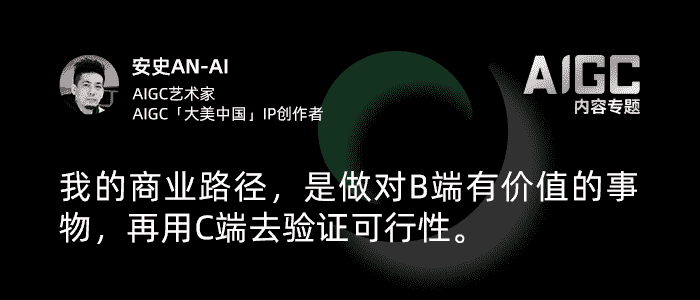 安史AN-AI
AIGC艺术家
AIGC「大美中国」IP创作者
AIGC
内容专题
我的商业路径，是做对B端有价值的事
物，再用C端去验证可行性。